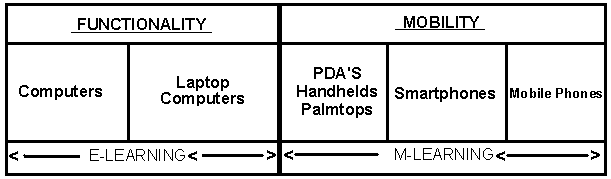 FUNCTIONALITY
MOBILITY
Computers
Laptop
Computers
PDA'S
Handhelds
Palmtops
Smartphones
Mobile Phones
E-LEARNING
M-LEARNING